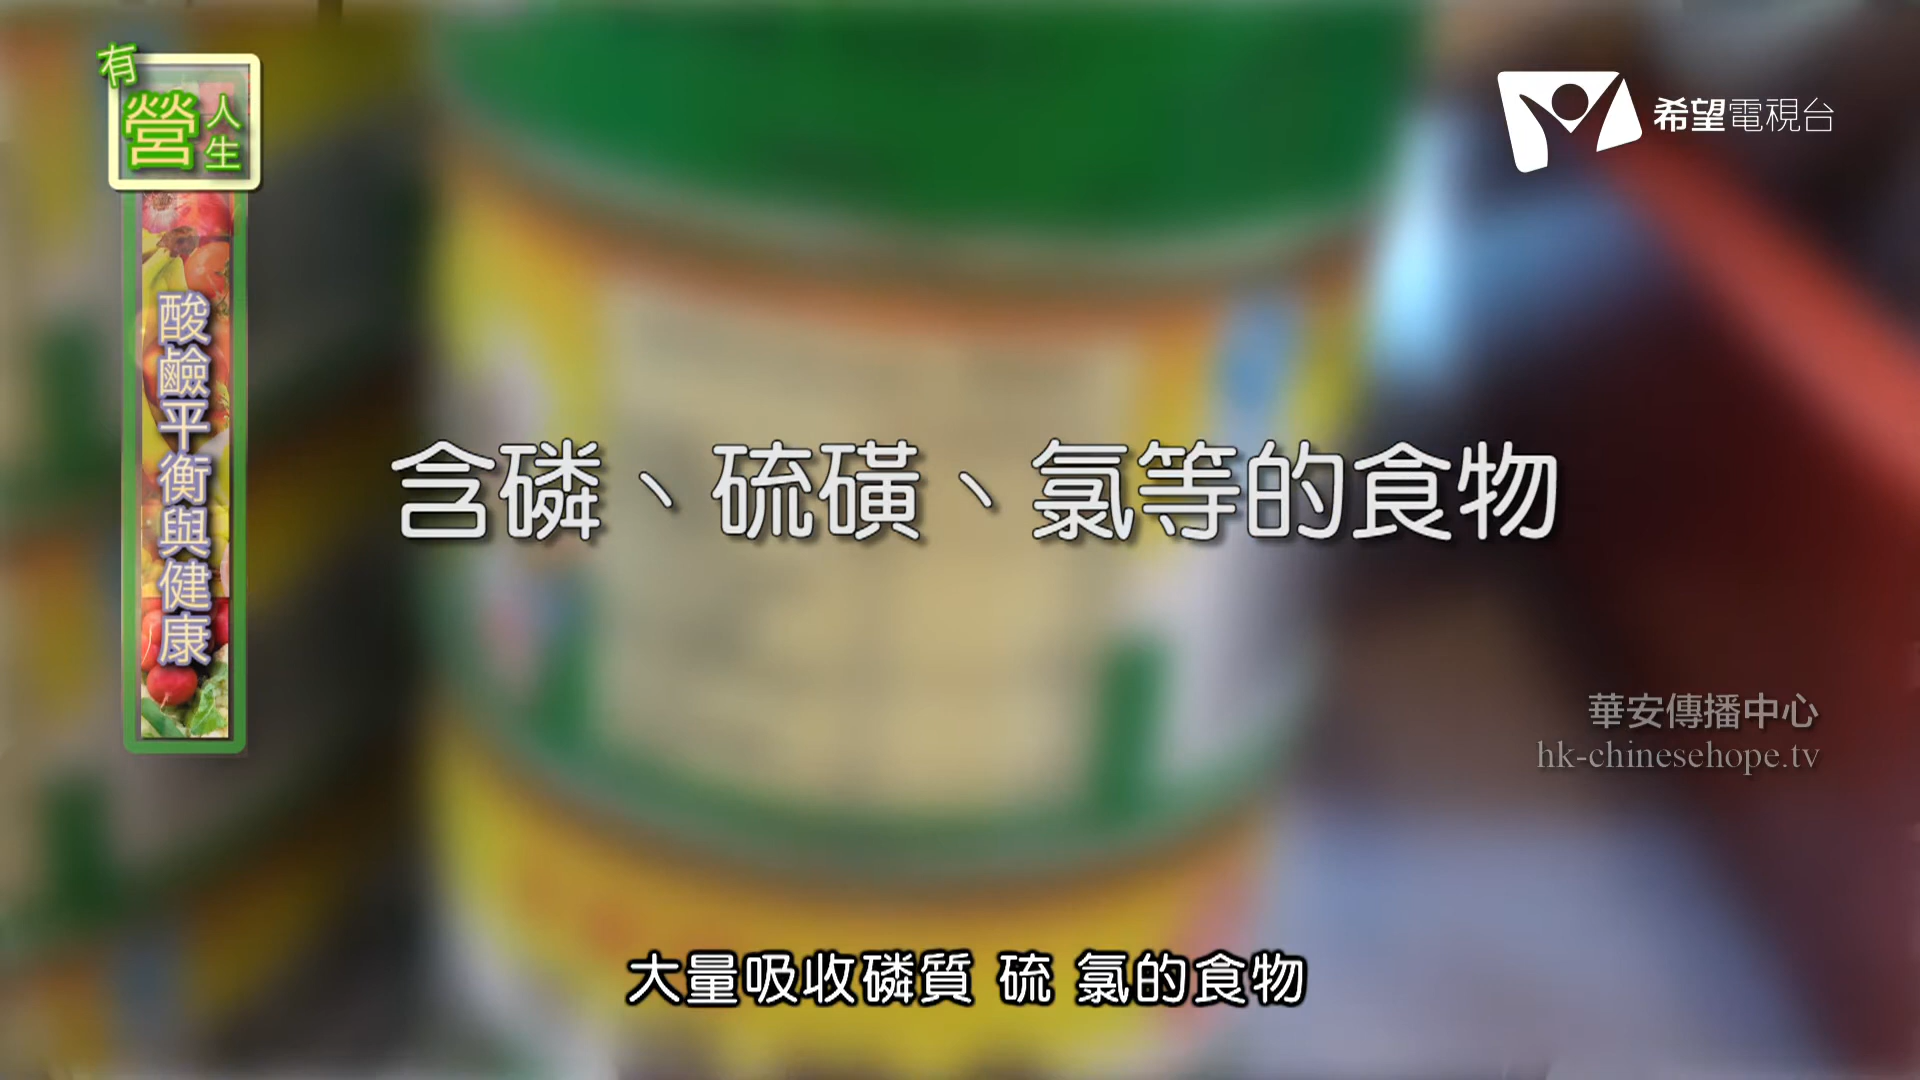 有
營人生
希望電視台
酸鹼平衡與健康
含磷、硫磺、氯等的食物
華安傳播中心
hk-chinesehope.tv
大量吸收磷質 硫 氯的食物